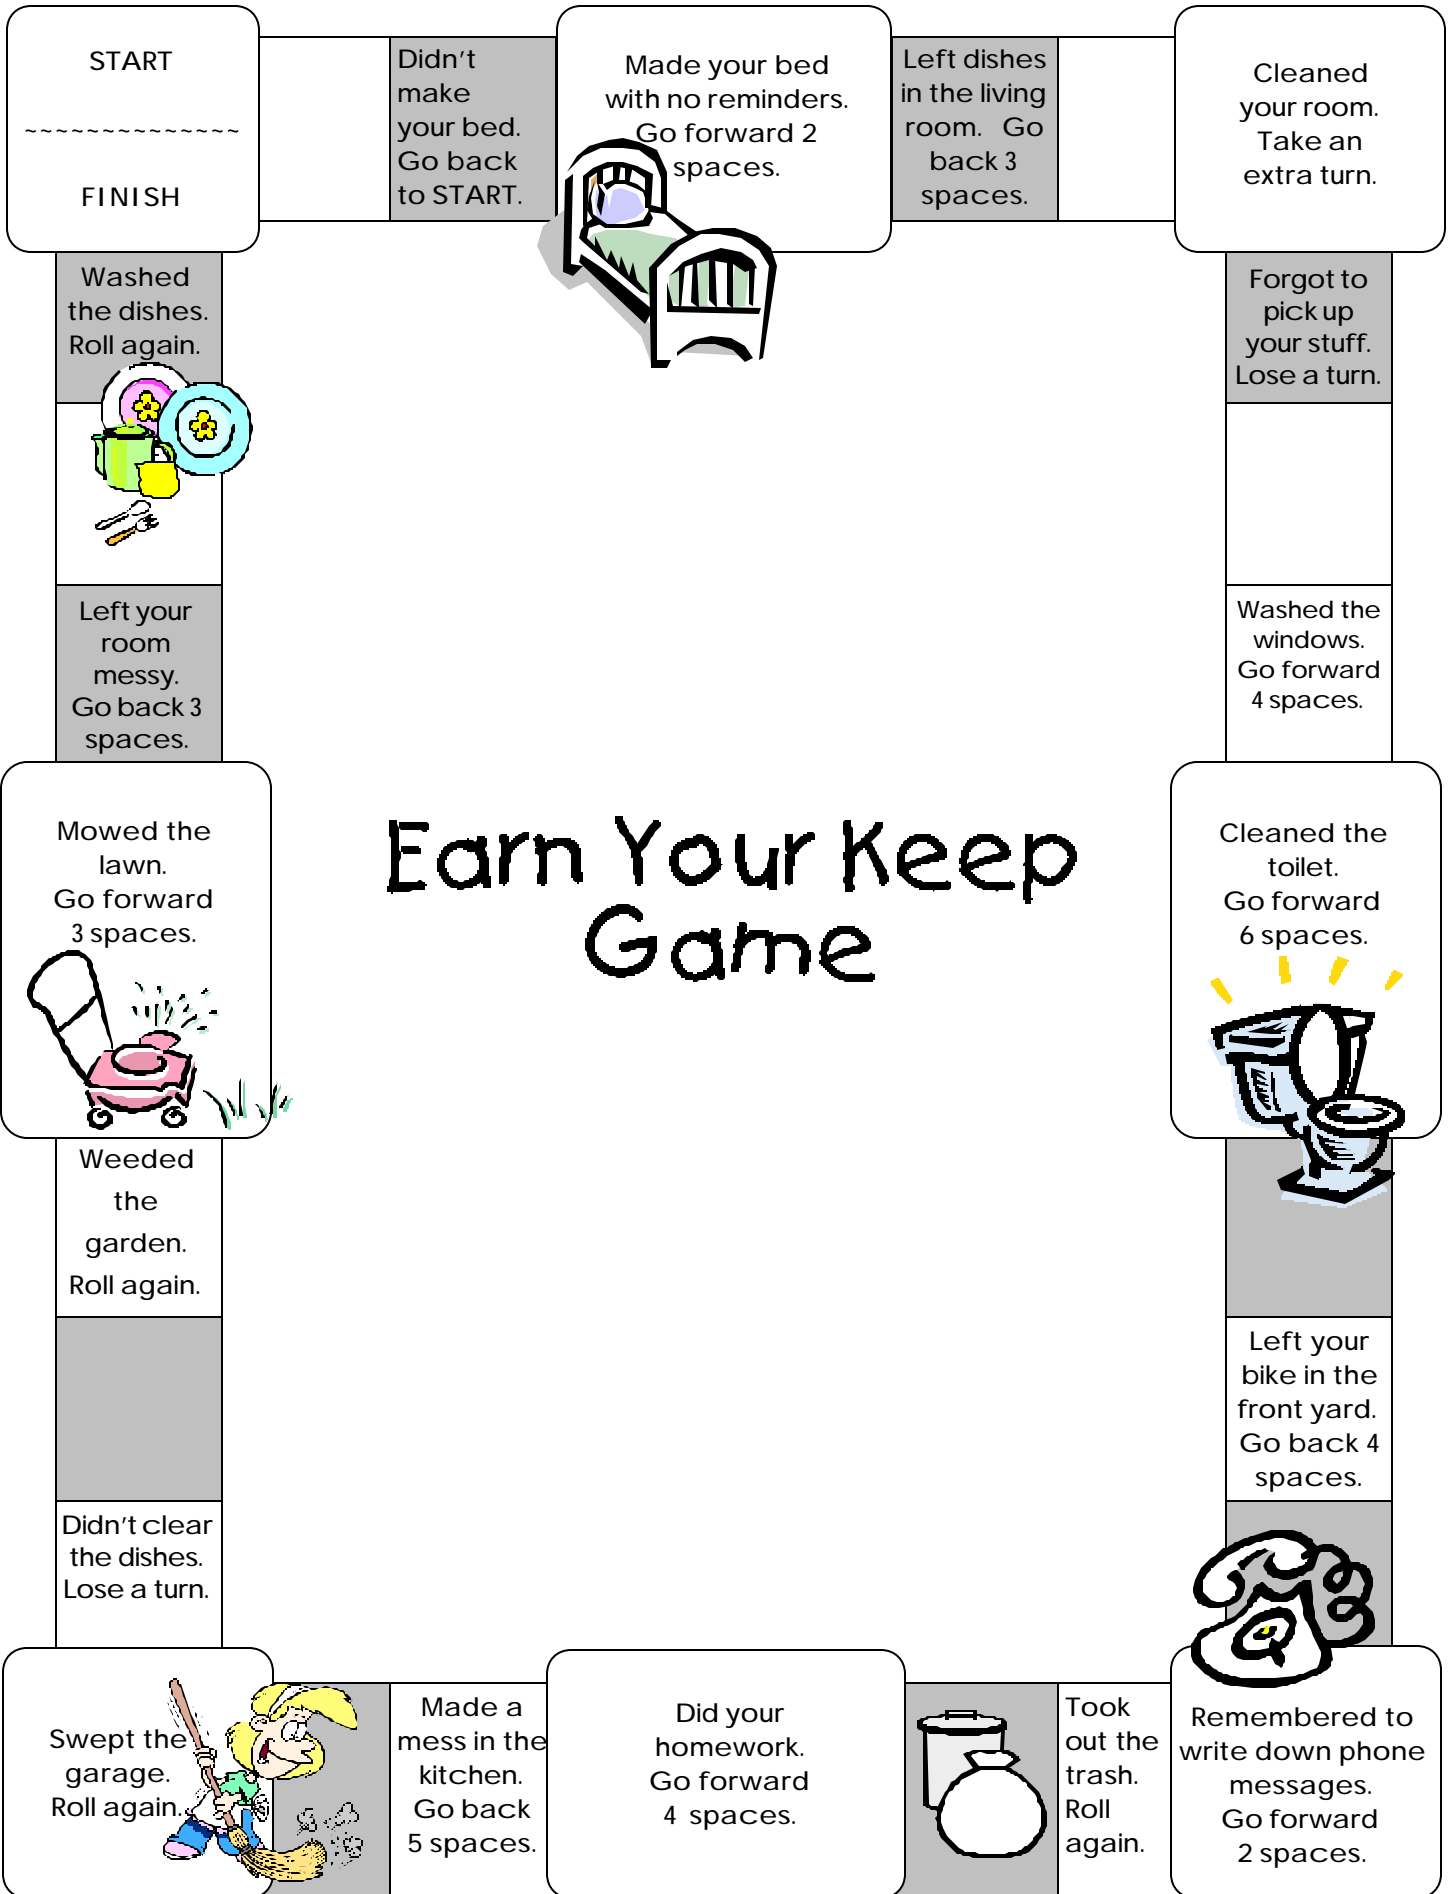 START
~~~~~~~~~~~~~~
FINISH
Didn't
make
your bed.
Go back
to START.
Made your bed
with no reminders.
Go forward 2
spaces.
Left dishes
in the living
room. Go
back 3
spaces.
Cleaned
your room.
Take an
extra turn.
Forgot to
pick up
your stuff.
Lose a turn.
Washed the
windows.
Go forward
4 spaces.
Cleaned the
toilet.
Go forward
6 spaces.
Left your
bike in the
front yard.
Go back 4
spaces.
Remembered to
write down phone
messages.
Go forward
2 spaces.
Took
out the
trash.
Roll
again.
Did your
homework.
Go forward
4 spaces.
Made a
mess in the
kitchen.
Go back
5 spaces.
Swept the
garage.
Roll again.
Didn't clear
the dishes.
Lose a turn.
Weeded
the
garden.
Roll again.
Mowed the
lawn.
Go forward
3 spaces.
Left your
room
messy.
Go back 3
spaces.
Washed
the dishes.
Roll again.
Earn Your Keep
Game